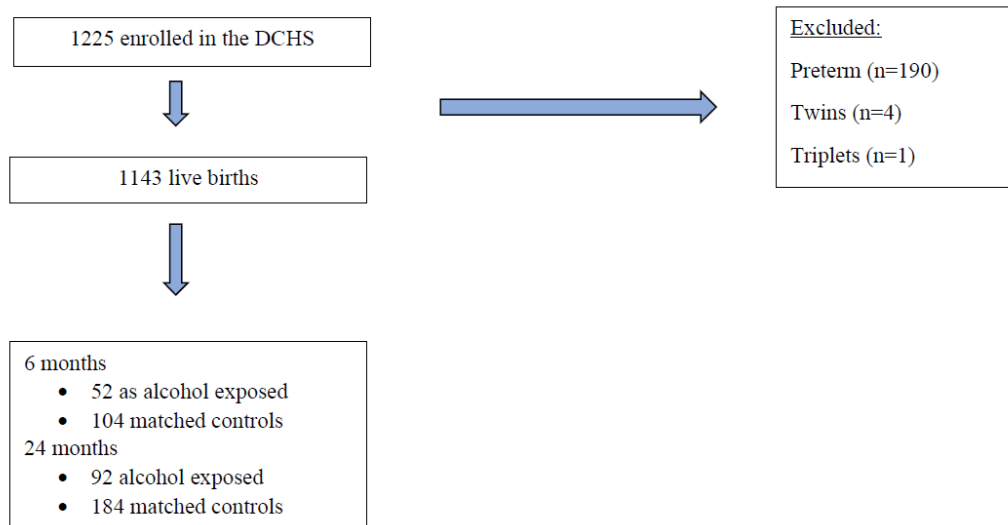 1225 enrolled in the DCHS
Excluded:
Preterm (n=190)
Twins (n=4)
Triplets (n=1)
1143 live births
6 months
• 52 as alcohol exposed
• 104 matched controls
24 months
• 92 alcohol exposed
• 184 matched controls